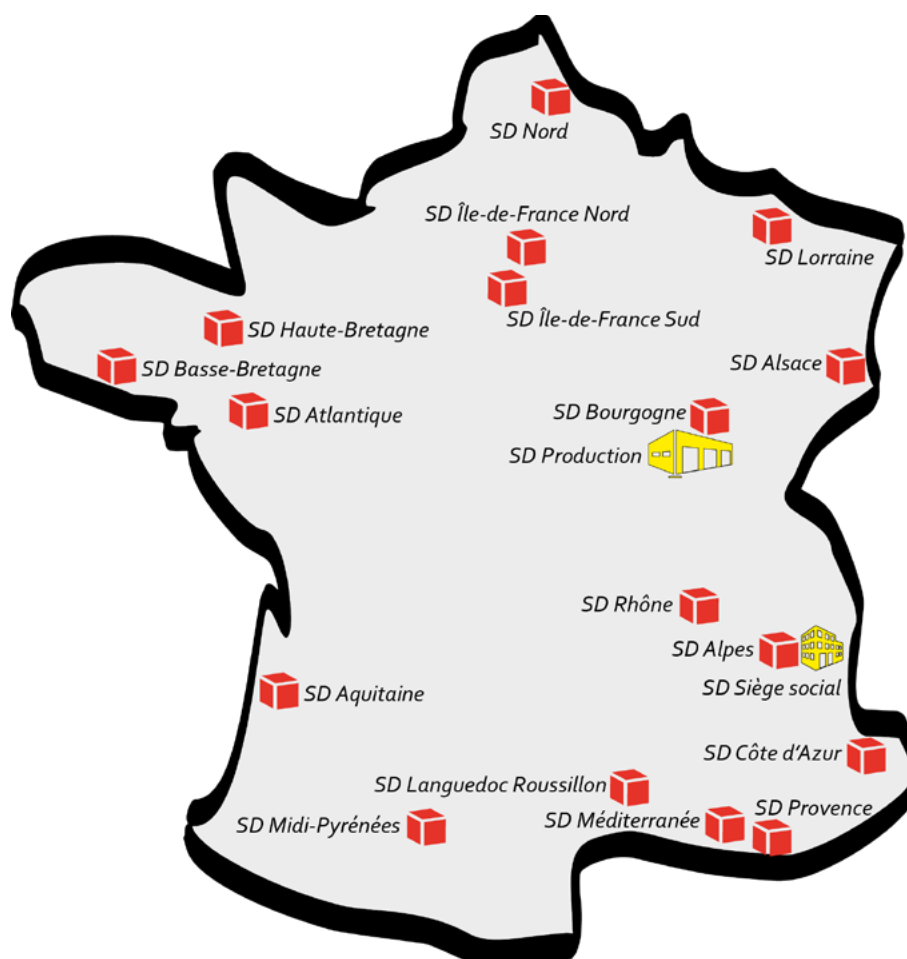 SD Nord
SD Île-de-France Nord
SD Lorraine
SD Île-de-France Sud
SD Haute-Bretagne
SD Basse-Bretagne
SD Alsace
SD Atlantique
SD Bourgogne
SD Production
SD Rhône
SD Alpes
SD Siège social
SD Aquitaine
SD Côte d'Azur
SD Languedoc Roussillon
SD Provence
SD Méditerranée
SD Midi-Pyrénées